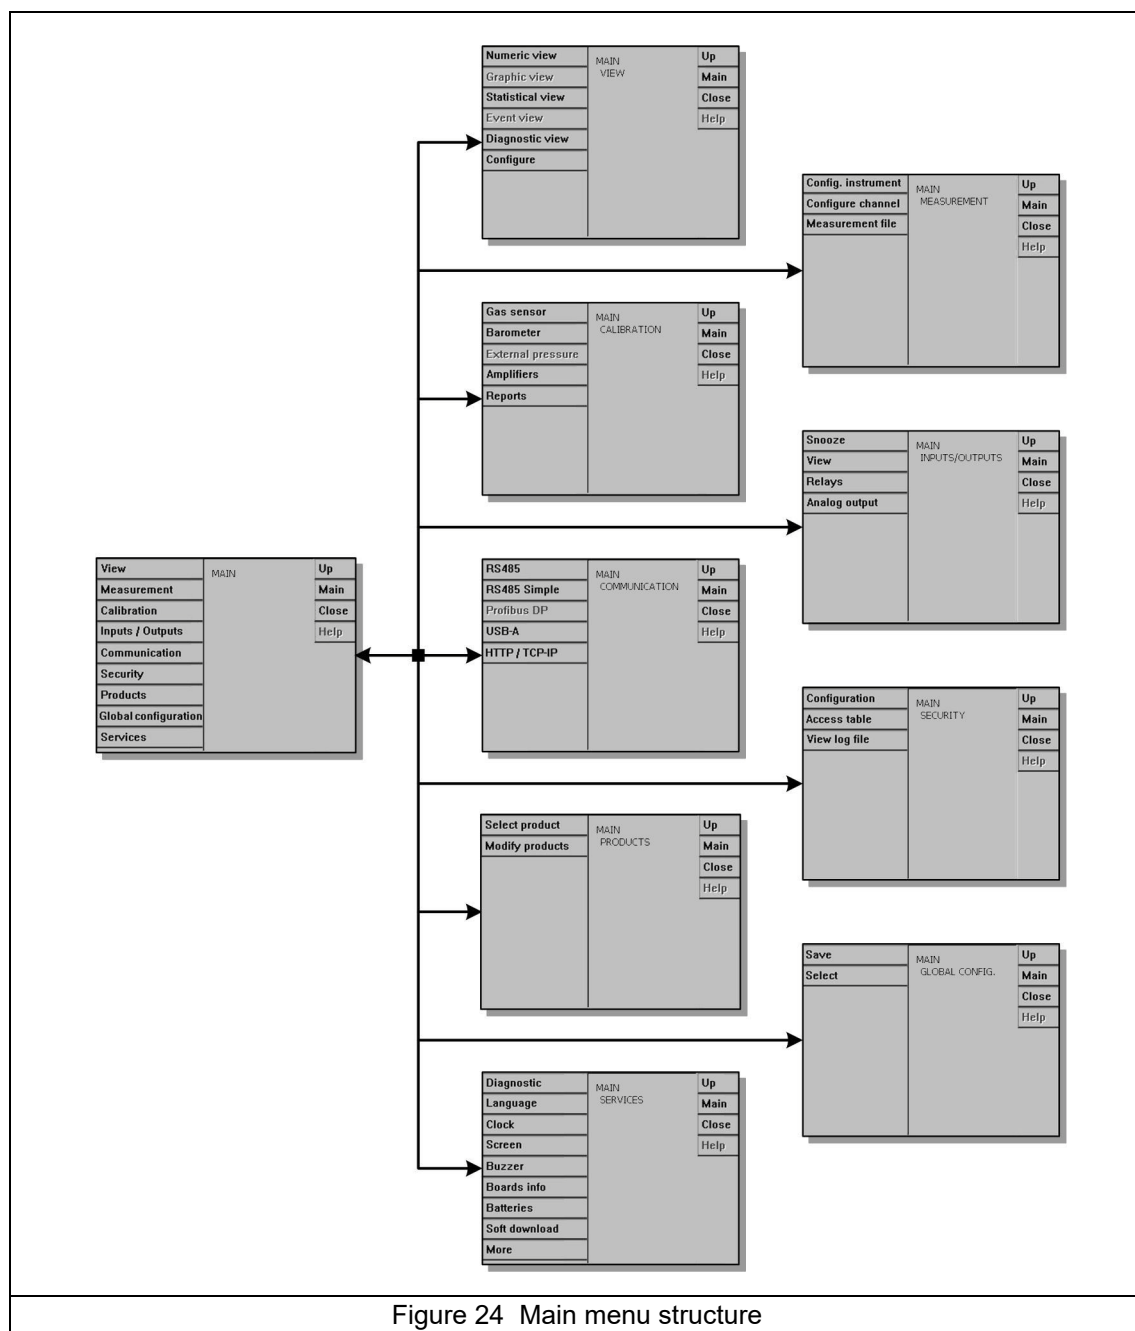 Numeric view
Graphic view
Statistical view
Event view
Diagnostic view
Configure
MAIN
VIEW
Up
Main
Close
Help
Config. instrument
Configure channel
Measurement file
MAIN
MEASUREMENT
Up
Main
Close
Help
Gas sensor
Barometer
External pressure
Amplifiers
Reports
MAIN
CALIBRATION
Up
Main
Close
Help
Snooze
View
Relays
Analog output
MAIN
INPUTS/OUTPUTS
Up
Main
Close
Help
View
Measurement
Calibration
Inputs / Outputs
Communication
Security
Products
Global configuration
Services
MAIN
Up
Main
Close
Help
RS485
RS485 Simple
Profibus DP
USB-A
HTTP / TCP-IP
MAIN
COMMUNICATION
Up
Main
Close
Help
Configuration
Access table
View log file
MAIN
SECURITY
Up
Main
Close
Help
Select product
Modify products
MAIN
PRODUCTS
Up
Main
Close
Help
Save
Select
MAIN
GLOBAL CONFIG.
Up
Main
Close
Help
Diagnostic
Language
Clock
Screen
Buzzer
Boards info
Batteries
Soft download
More
MAIN
SERVICES
Up
Main
Close
Help
Figure 24 Main menu structure